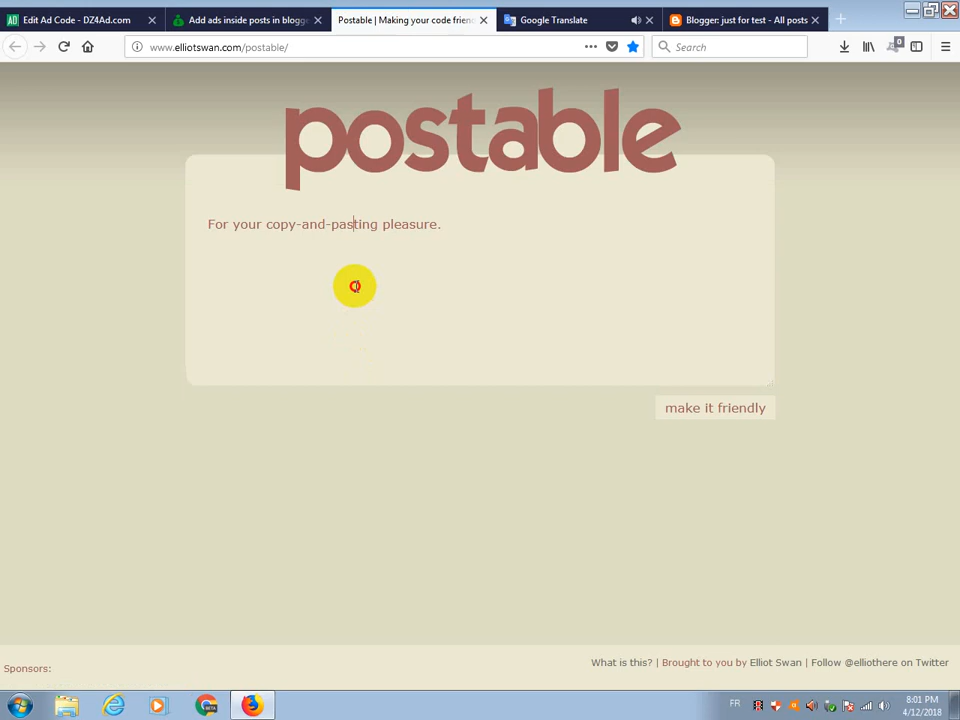 Edit Ad Code - DZ4Ad.com
Add ads inside posts in blogge
Postable | Making your code frien
Google Translate
Blogger: just for test - All posts
www.elliotswan.com/postable/
Search
0
postable
For your copy-and-pasting pleasure.
make it friendly
What is this? | Brought to you by Elliot Swan | Follow @elliothere on Twitter
Sponsors:
FR
8:01 PM
4/12/2018